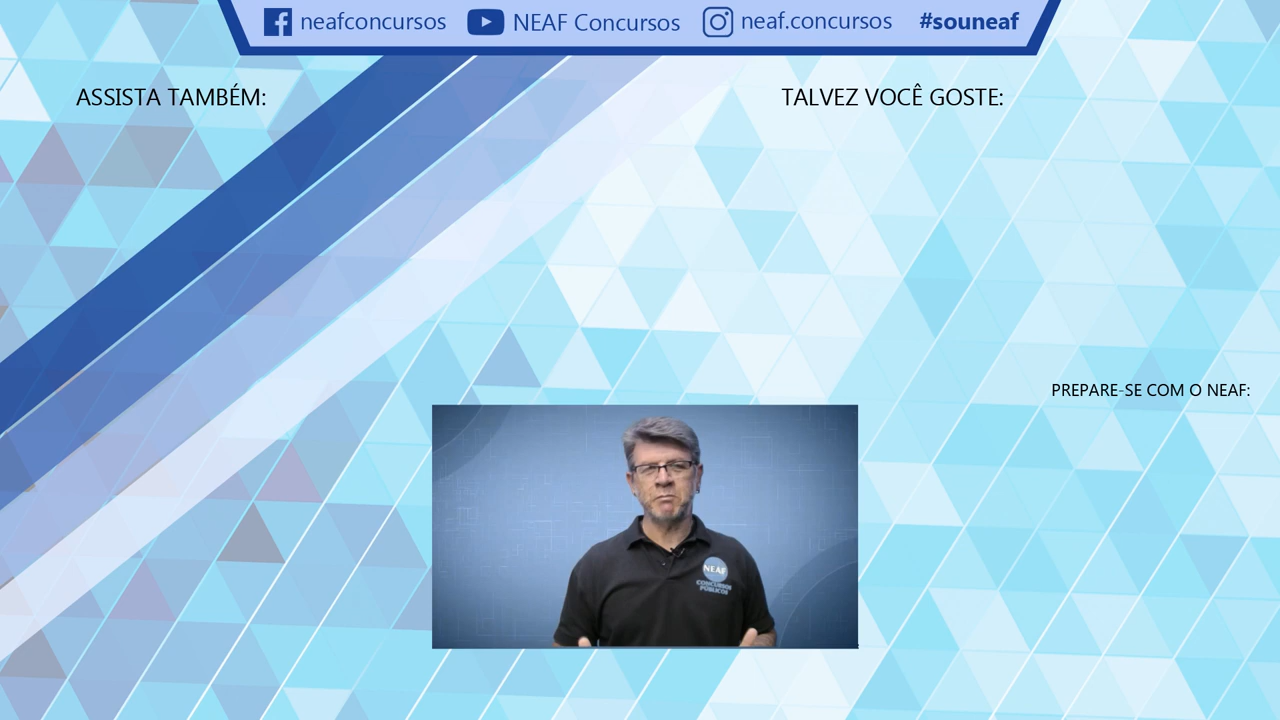 neafconcursos NEAF Concursos neaf.concursos #souneaf
ASSISTA TAMBÉM:
TALVEZ VOCÊ GOSTE:
PREPARE-SE COM O NEAF:
NEAF
CONCURSOS
PÚBLICOS